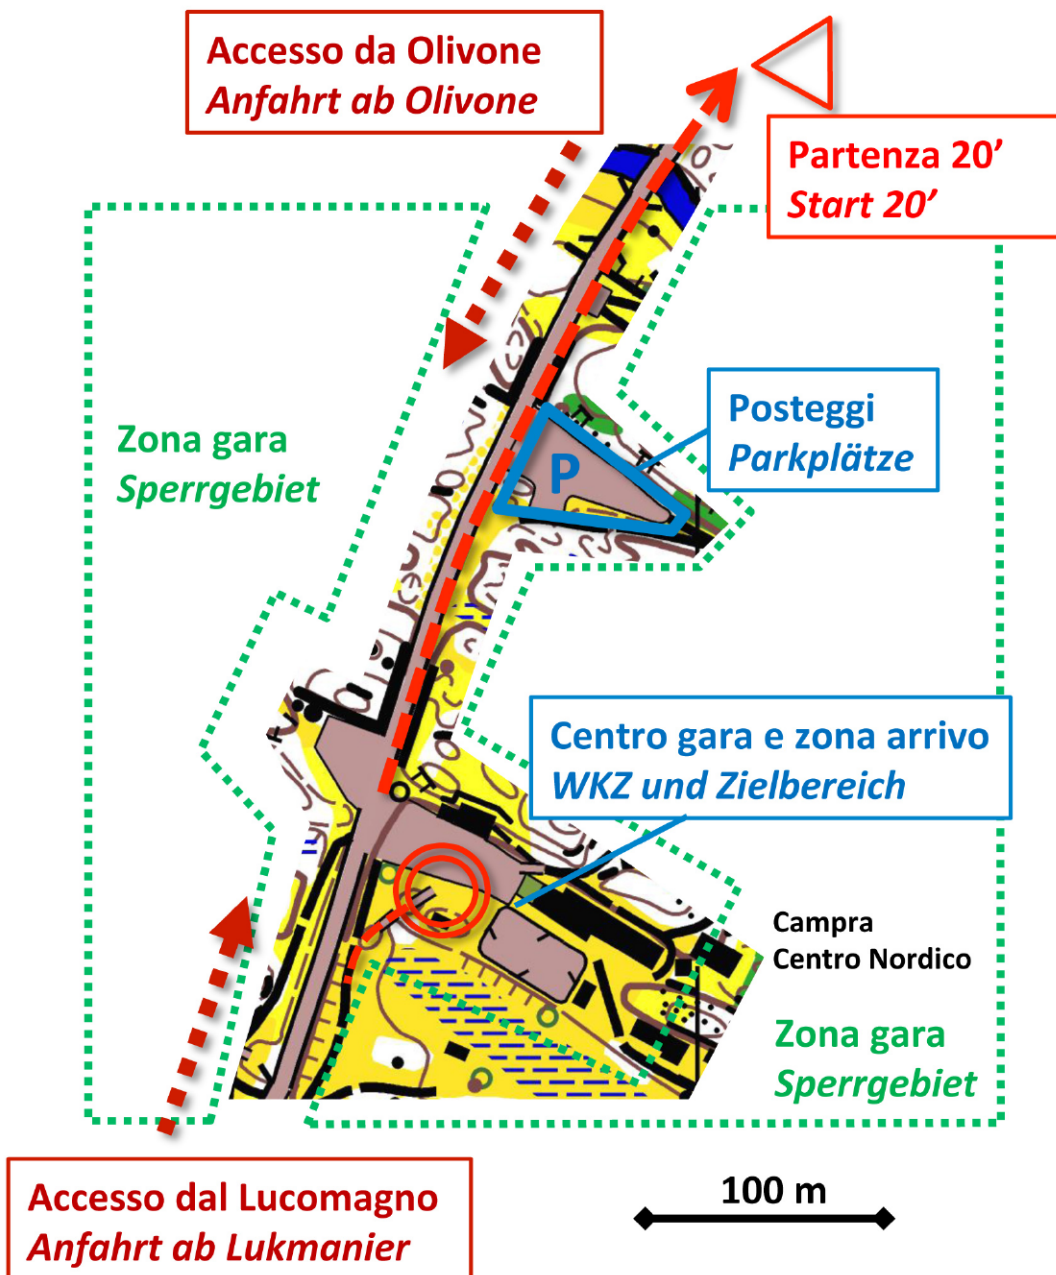 Accesso da Olivone
Anfahrt ab Olivone
Partenza 20’
Start 20’
Zona gara
Sperrgebiet
Posteggi
Parkplätze
P
Centro gara e zona arrivo
WKZ und Zielbereich
Campra
Centro Nordico
Zona gara
Sperrgebiet
Accesso dal Lucomagno
Anfahrt ab Lukmanier
100 m